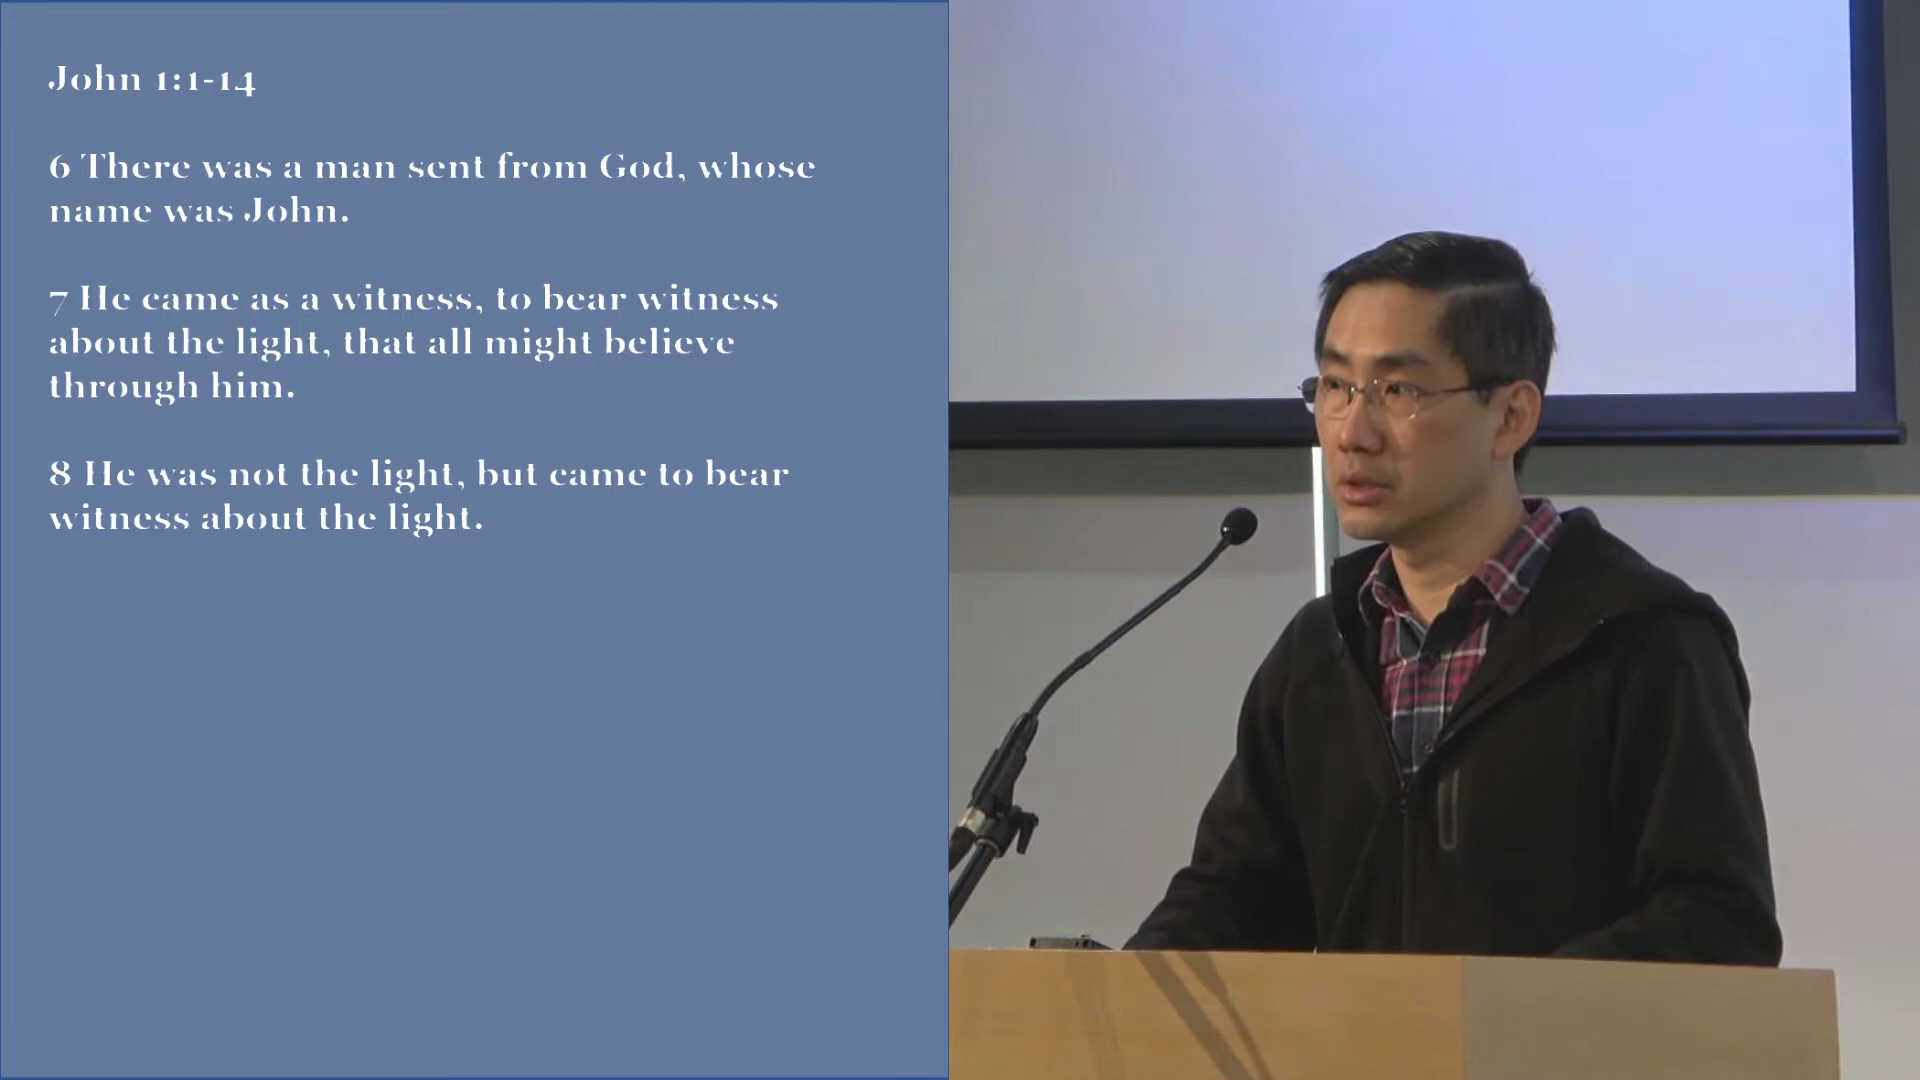 John 1:1-14
6 There was a man sent from God, whose
name was John.
7 He came as a witness, to bear witness
about the light, that all might believe
through him.
8 He was not the light, but came to bear
witness about the light.